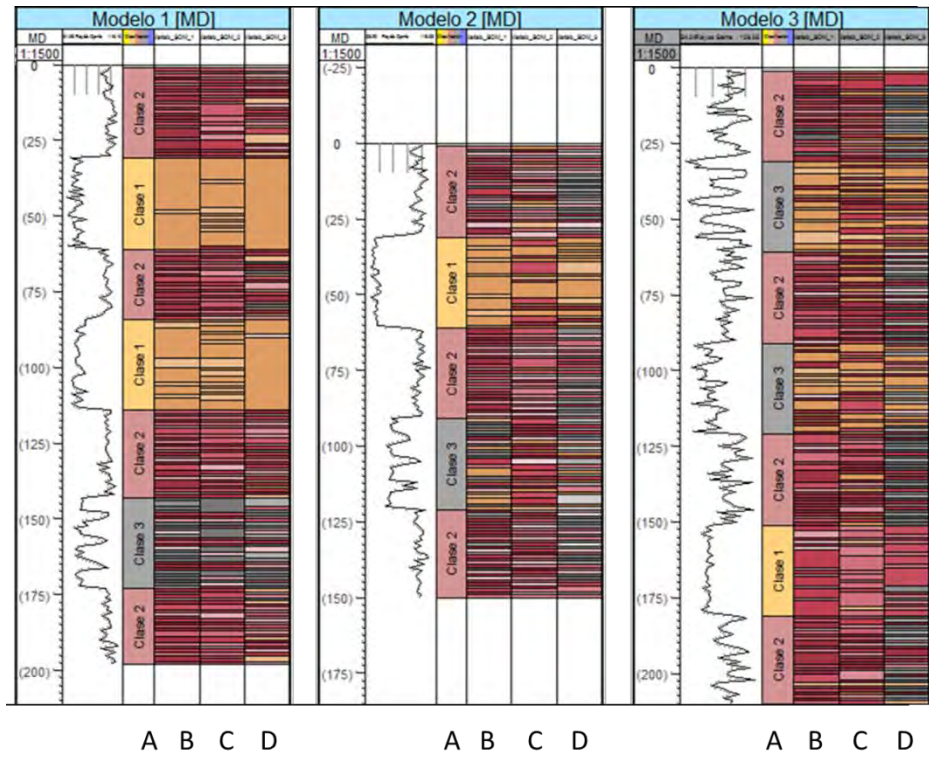 Modelo 1 [MD]
MD
1:1500
0
(25)
(50)
(75)
(100)
(125)
(150)
(175)
(200)
Clase 2
Clase 1
Clase 2
Clase 1
Clase 2
Clase 3
Clase 2
A B C D
Modelo 2 [MD]
MD
1:1500
(-25)
0
(25)
(50)
(75)
(100)
(125)
(150)
(175)
Clase 2
Clase 1
Clase 2
Clase 3
Clase 2
A B C D
Modelo 3 [MD]
MD
1:1500
0
(25)
(50)
(75)
(100)
(125)
(150)
(175)
(200)
Clase 2
Clase 3
Clase 2
Clase 3
Clase 2
Clase 1
Clase 2
A B C D